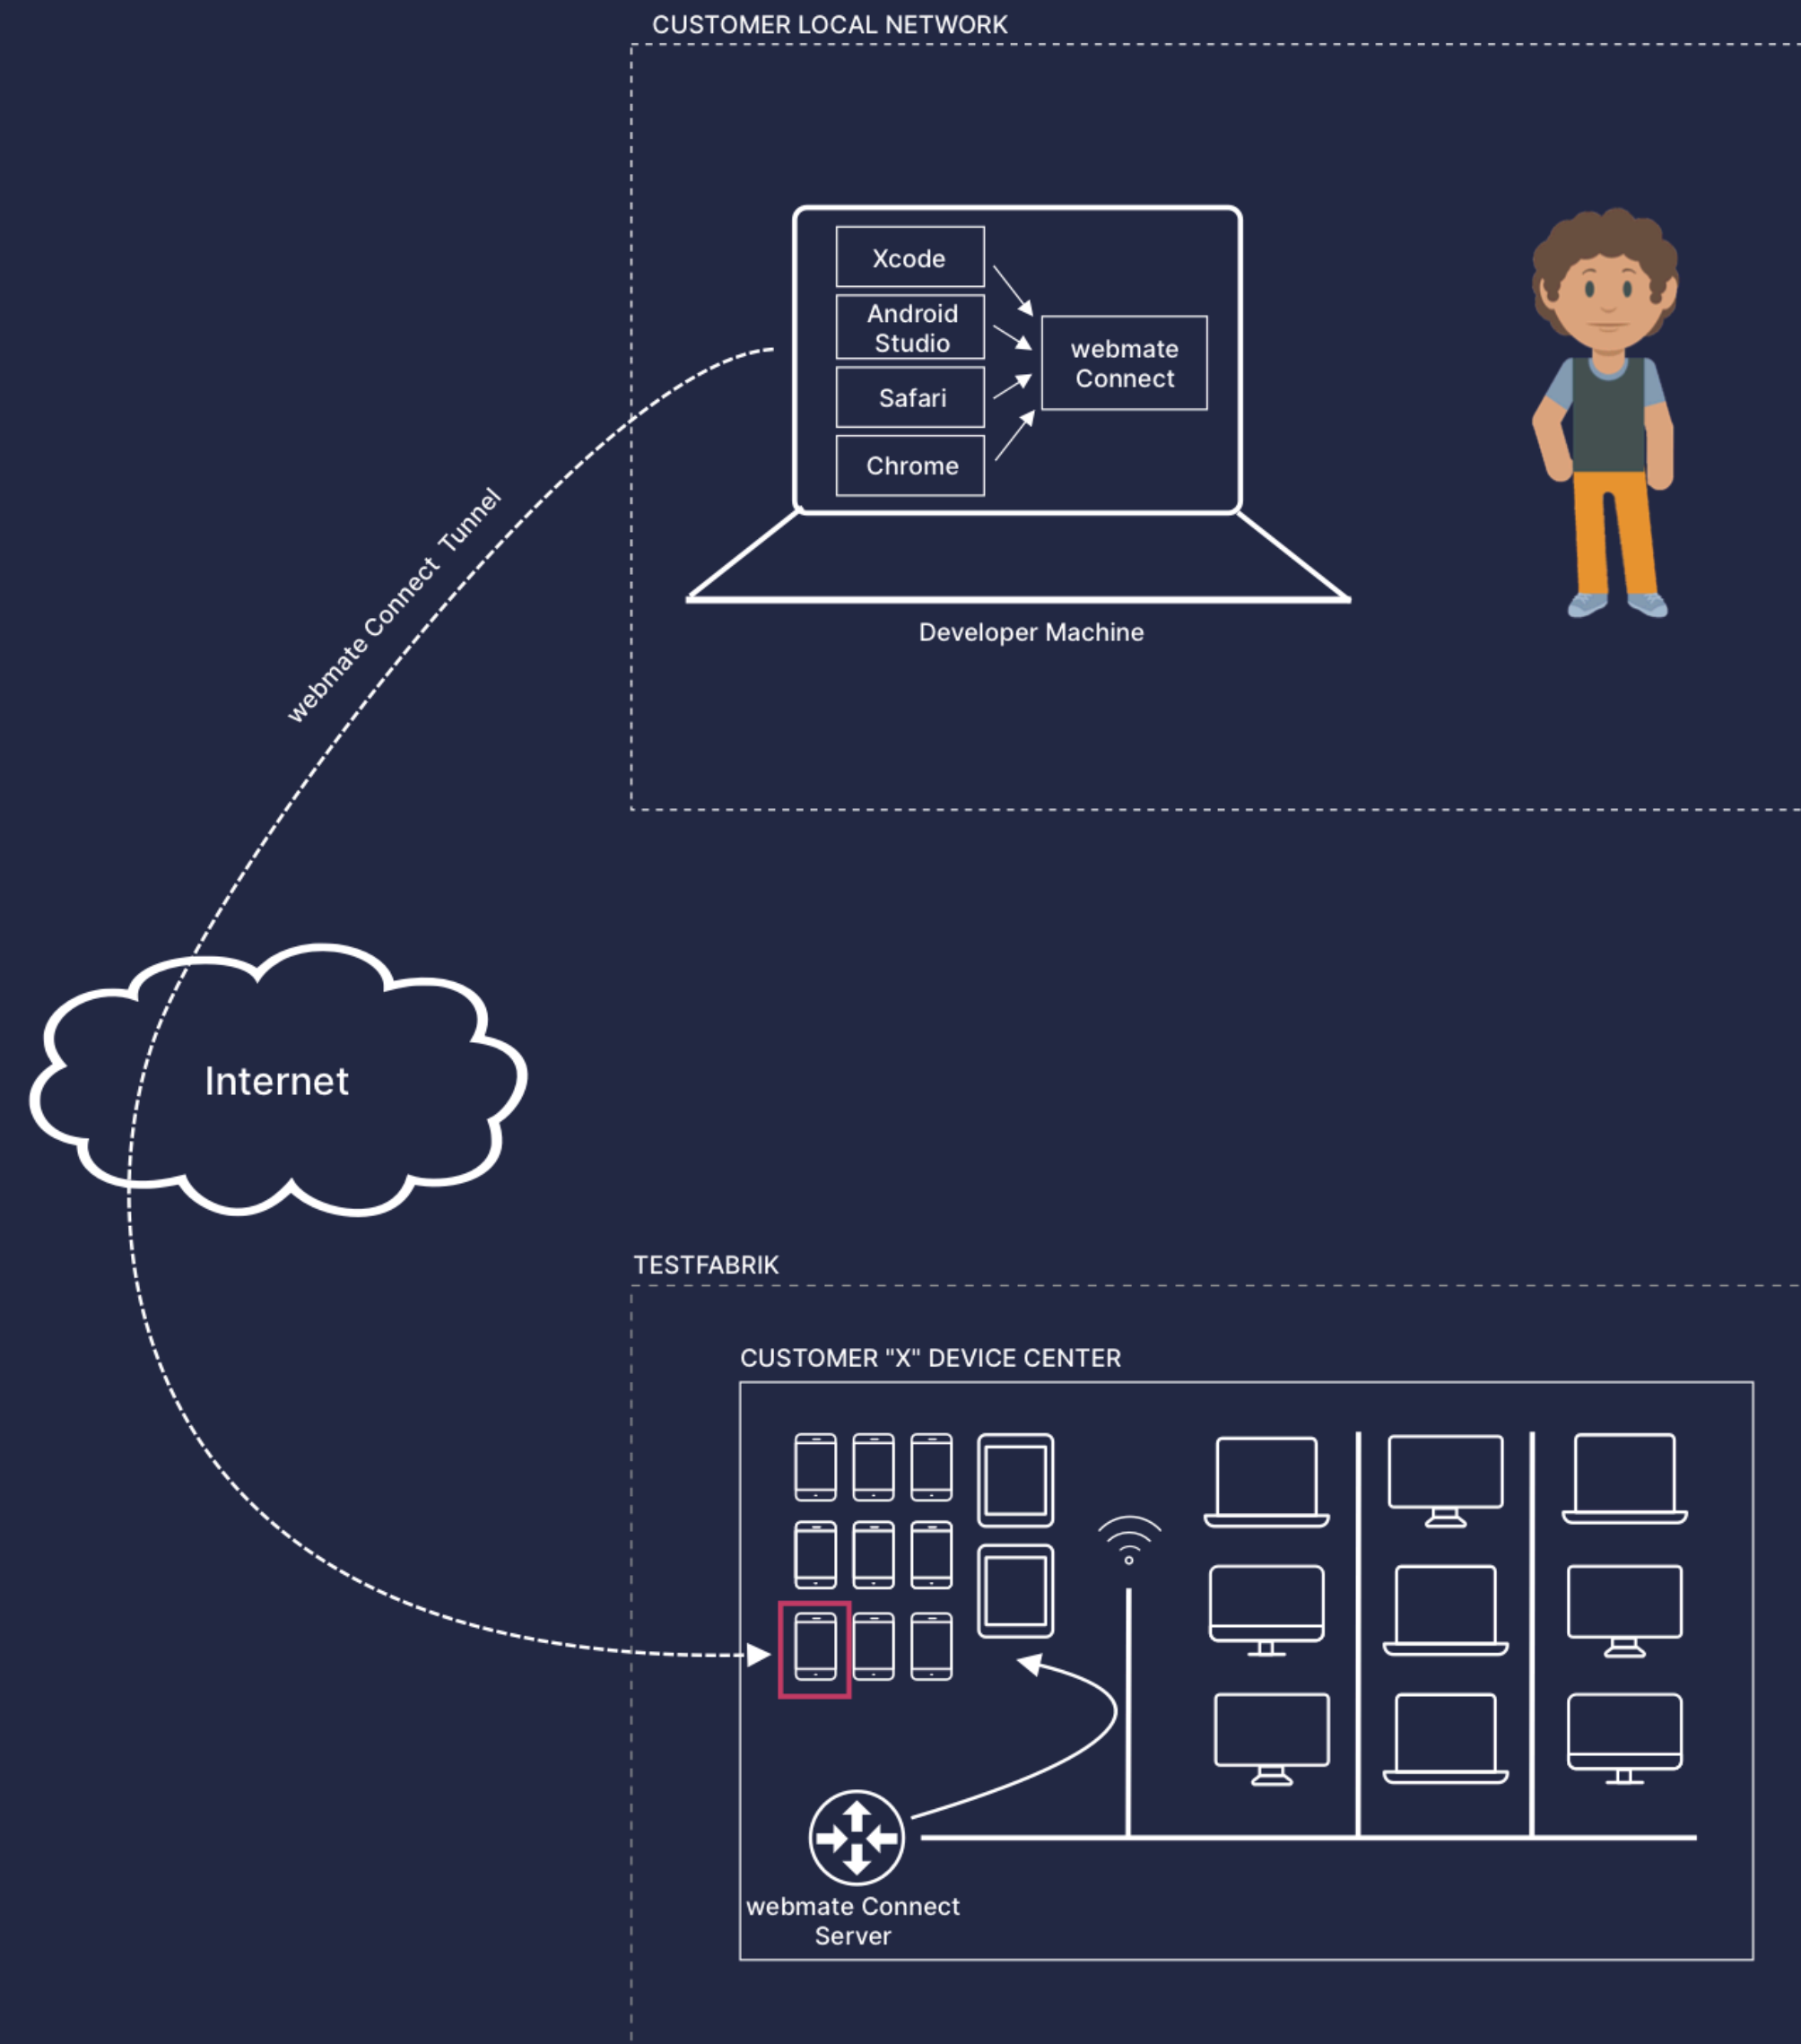 CUSTOMER LOCAL NETWORK
Xcode
Android
Studio
Safari
Chrome
webmate
Connect
Developer Machine
webmate Connect Tunnel
Internet
TESTFABRIK
CUSTOMER "X" DEVICE CENTER
webmate Connect
Server